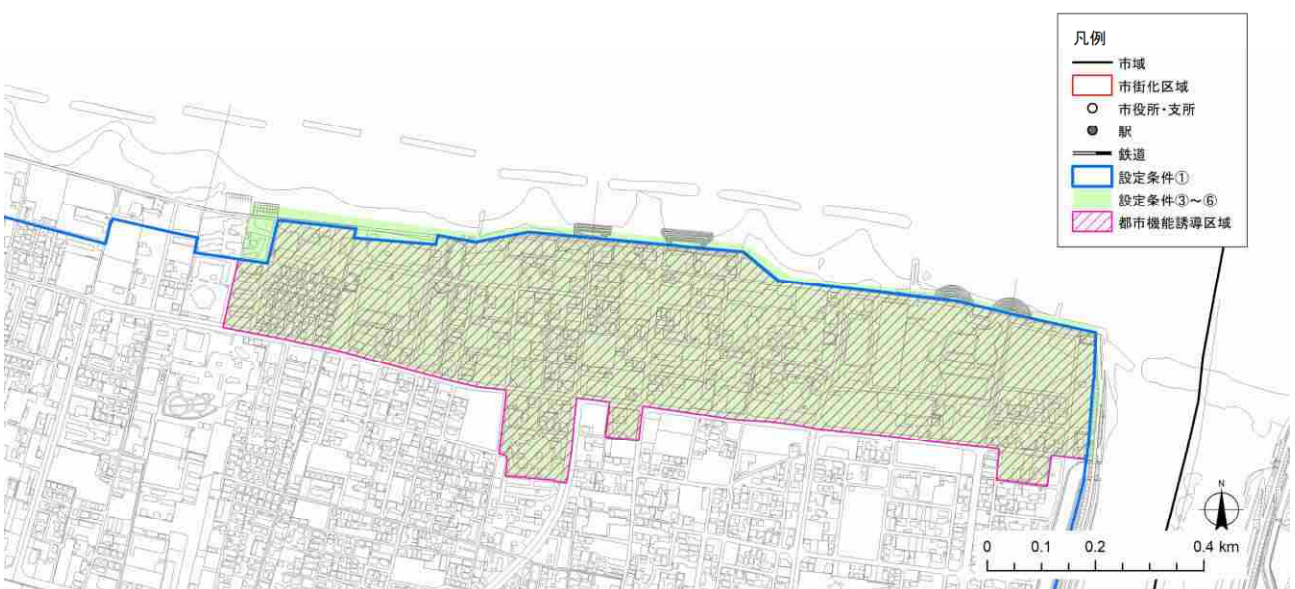 凡例
市域
市街化区域
市役所・支所
駅
鉄道
設定条件①
設定条件③～⑥
都市機能誘導区域
N
0 0.1 0.2 0.4 km